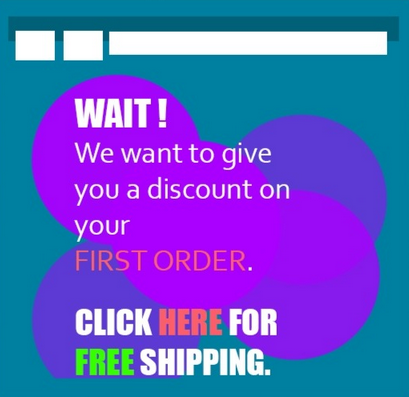 WAIT !
We want to give
you a discount on
your
FIRST ORDER.
CLICK HERE FOR
FREE SHIPPING.